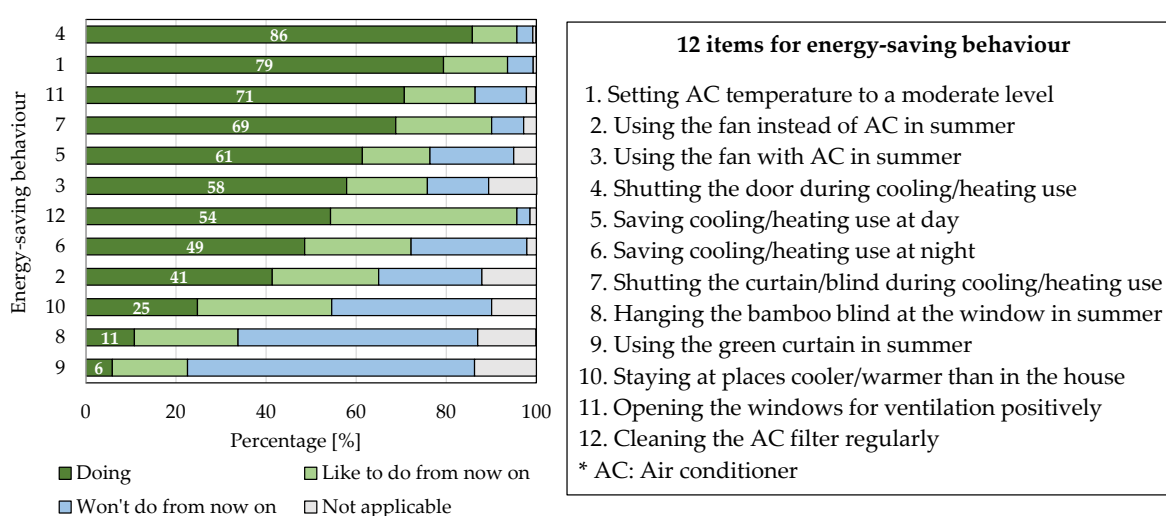 Energy-saving behaviour
4
86
1
79
11
71
7
69
5
61
3
58
12
54
6
49
2
41
10
25
8
11
9
6
0 20 40 60 80 100
Percentage [%]
Doing
Like to do from now on
Won't do from now on
Not applicable
12 items for energy-saving behaviour
1. Setting AC temperature to a moderate level
2. Using the fan instead of AC in summer
3. Using the fan with AC in summer
4. Shutting the door during cooling/heating use
5. Saving cooling/heating use at day
6. Saving cooling/heating use at night
7. Shutting the curtain/blind during cooling/heating use
8. Hanging the bamboo blind at the window in summer
9. Using the green curtain in summer
10. Staying at places cooler/warmer than in the house
11. Opening the windows for ventilation positively
12. Cleaning the AC filter regularly
* AC: Air conditioner